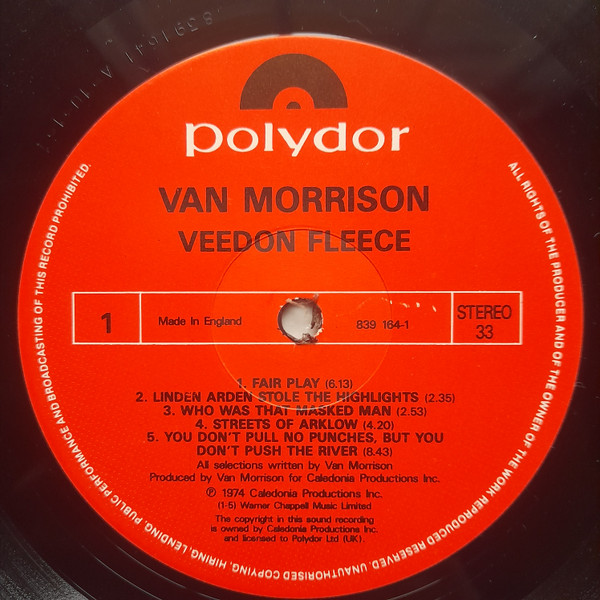 polydor
VAN MORRISON
VEEDON FLEECE
1
Made In England
839 164-1
STEREO
33
1. FAIR PLAY (6.13)
2. LINDEN ARDEN STOLE THE HIGHLIGHTS (2.35)
3. WHO WAS THAT MASKED MAN (2.53)
4. STREETS OF ARKLOW (4.20)
5. YOU DON'T PULL NO PUNCHES, BUT YOU
DON'T PUSH THE RIVER (8.43)
All selections written by Van Morrison
Produced by Van Morrison for Caledonia Productions Inc.
℗ 1974 Caledonia Productions Inc.
(1-5) Warner Chappell Music Limited
The copyright in this sound recording
is owned by Caledonia Productions Inc.
and licensed to Polydor Ltd (UK).
ALL RIGHTS OF THE PRODUCER AND OF THE OWNER OF THE WORK REPRODUCED RESERVED. UNAUTHORISED COPYING, HIRING, LENDING, PUBLIC PERFORMANCE AND BROADCASTING OF THIS RECORD PROHIBITED.